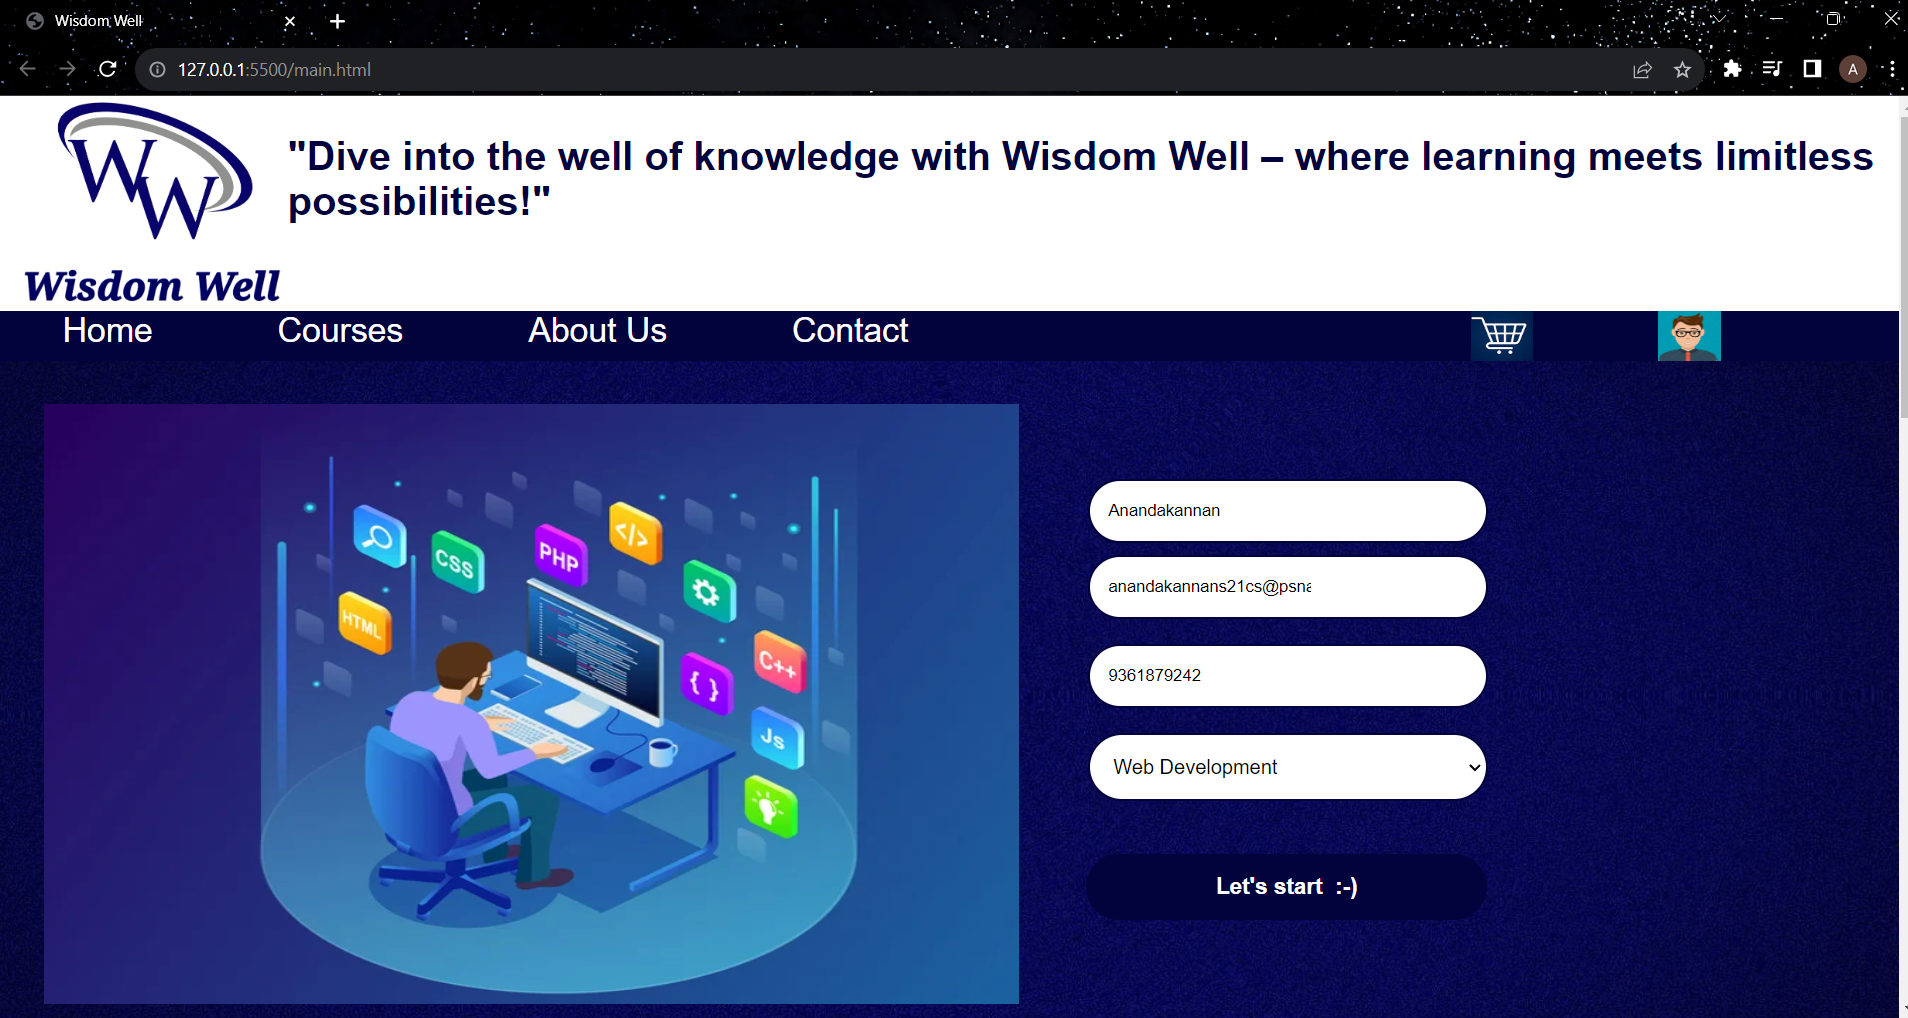 Wisdom Well
127.0.0.1:5500/main.html
A
WW
"Dive into the well of knowledge with Wisdom Well – where learning meets limitless
possibilities!"
Wisdom Well
Home Courses About Us Contact
</>
CSS
PHP
HTML
C++
{ }
Js
Anandakannan
anandakannans21cs@psna
9361879242
Web Development
Let's start :-)